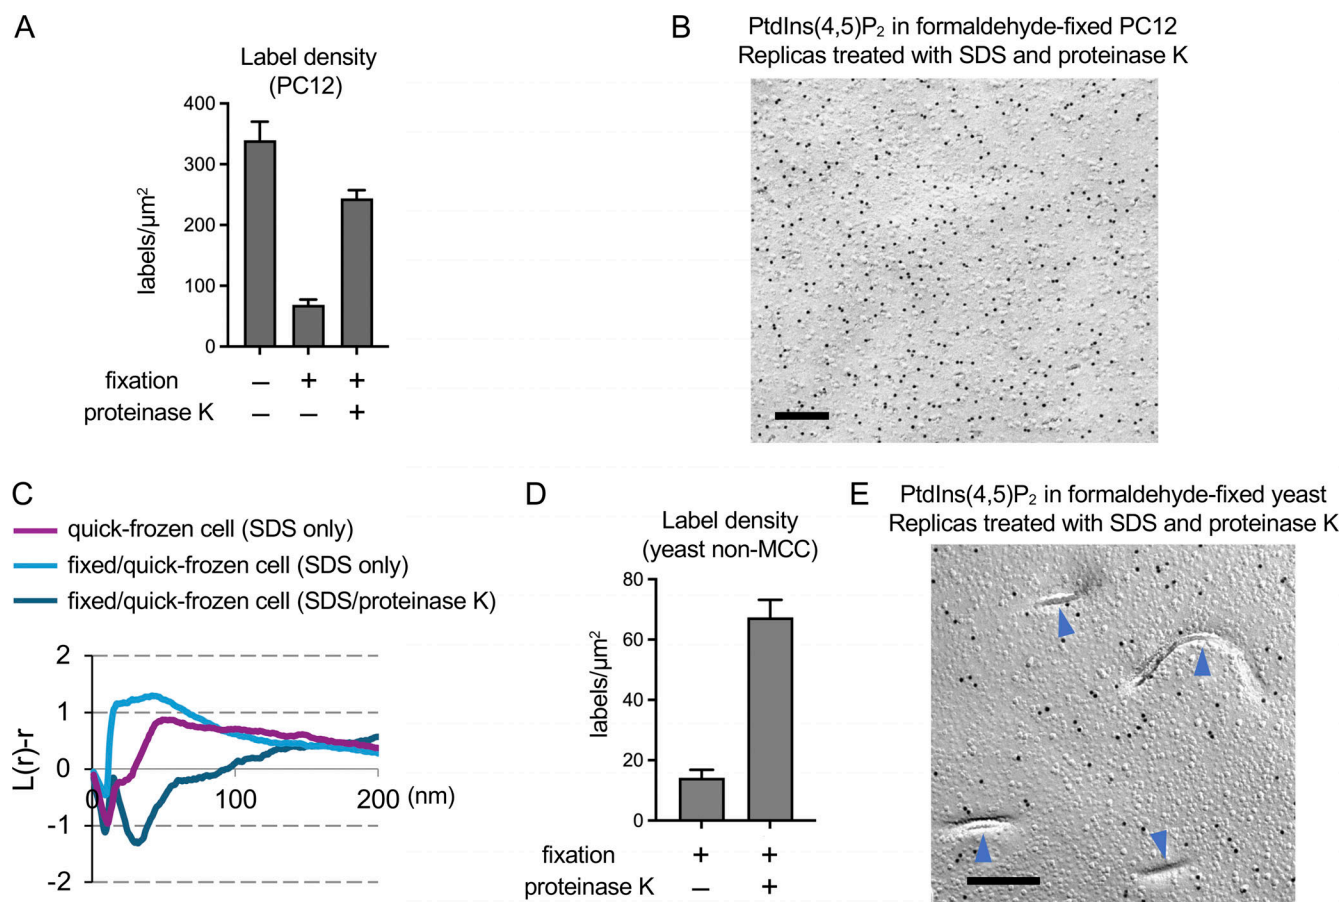 A
Label density
(PC12)
400
300
200
100
0
labels/μm²
fixation – + +
proteinase K – – +
B
PtdIns(4,5)P₂ in formaldehyde-fixed PC12
Replicas treated with SDS and proteinase K
C
quick-frozen cell (SDS only)
fixed/quick-frozen cell (SDS only)
fixed/quick-frozen cell (SDS/proteinase K)
2
1
0
-1
-2
L(r)-r
0 100 200 (nm)
D
Label density
(yeast non-MCC)
80
60
40
20
0
labels/μm²
fixation + +
proteinase K – +
E
PtdIns(4,5)P₂ in formaldehyde-fixed yeast
Replicas treated with SDS and proteinase K